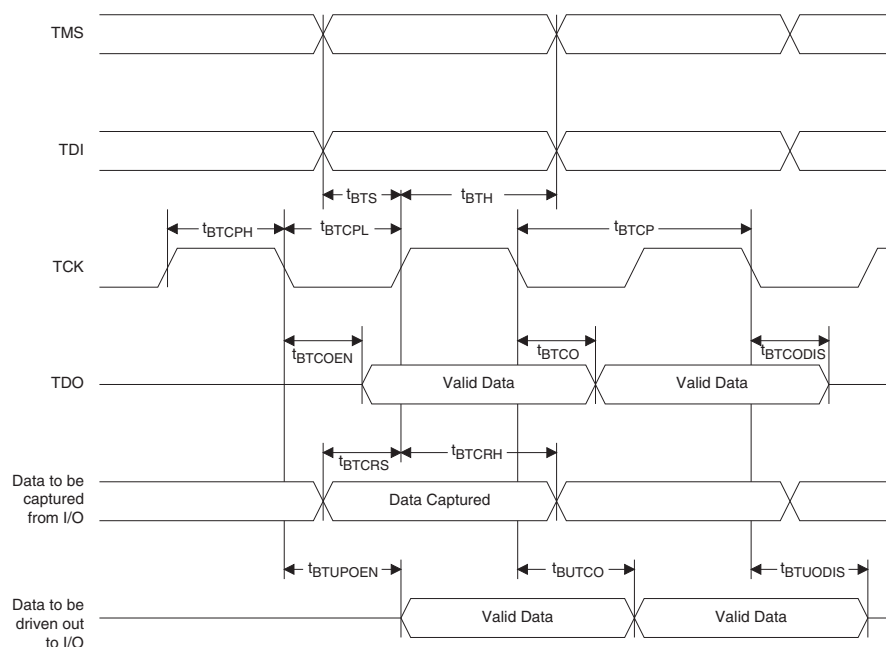 TMS
TDI
tBTS
tBTH
tBTCPH
tBTCPL
tBTCP
TCK
tBTCOEN
tBTCO
tBTCODIS
TDO
Valid Data
Valid Data
tBTCRS
tBTCRH
Data to be
captured
from I/O
Data Captured
tBTUPOEN
tBUTCO
tBTUODIS
Data to be
driven out
to I/O
Valid Data
Valid Data